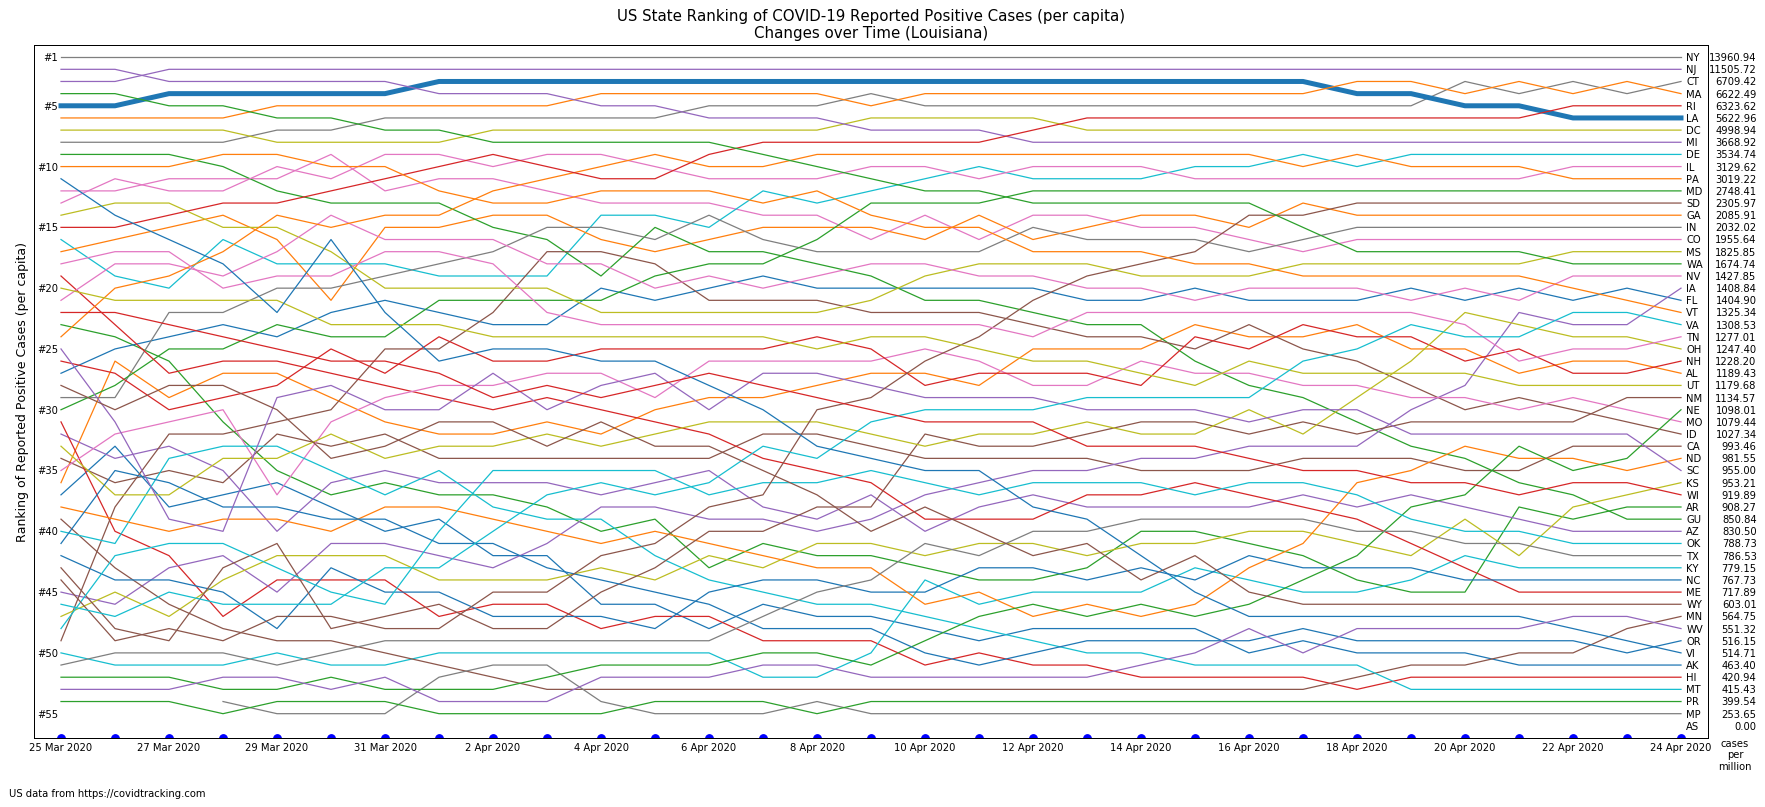 US State Ranking of COVID-19 Reported Positive Cases (per capita)
Changes over Time (Louisiana)
Ranking of Reported Positive Cases (per capita)
#1
#5
#10
#15
#20
#25
#30
#35
#40
#45
#50
#55
NY 13960.94
NJ 11505.72
CT 6709.42
MA 6622.49
RI 6323.62
LA 5622.96
DC 4998.94
MI 3668.92
DE 3534.74
IL 3129.62
PA 3019.22
MD 2748.41
SD 2305.97
GA 2085.91
IN 2032.02
CO 1955.64
MS 1825.85
WA 1674.74
NV 1427.85
IA 1408.84
FL 1404.90
VT 1325.34
VA 1308.53
TN 1277.01
OH 1247.40
NH 1228.20
AL 1189.43
UT 1179.68
NM 1134.57
NE 1098.01
MO 1079.44
ID 1027.34
CA 993.46
ND 981.55
SC 955.00
KS 953.21
WI 919.89
AR 908.27
GU 850.84
AZ 830.50
OK 788.73
TX 786.53
KY 779.15
NC 767.73
ME 717.89
WY 603.01
MN 564.75
WV 551.32
OR 516.15
VI 514.71
AK 463.40
HI 420.94
MT 415.43
PR 399.54
MP 253.65
AS 0.00
25 Mar 2020 27 Mar 2020 29 Mar 2020 31 Mar 2020 2 Apr 2020 4 Apr 2020 6 Apr 2020 8 Apr 2020 10 Apr 2020 12 Apr 2020 14 Apr 2020 16 Apr 2020 18 Apr 2020 20 Apr 2020 22 Apr 2020 24 Apr 2020
cases
per
million
US data from https://covidtracking.com